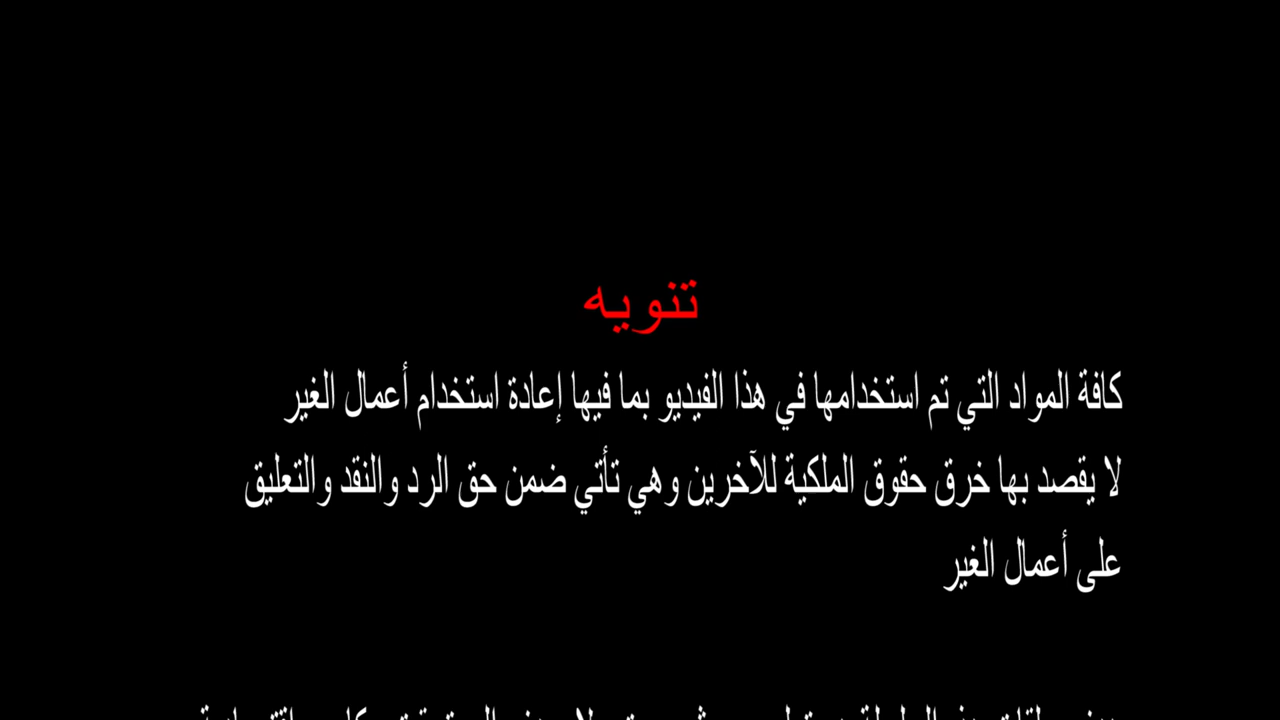 تنويه
كافة المواد التي تم استخدامها في هذا الفيديو بما فيها إعادة استخدام أعمال الغير
لا يقصد بها خرق حقوق الملكية للآخرين وهي تأتي ضمن حق الرد والنقد والتعليق
على أعمال الغير